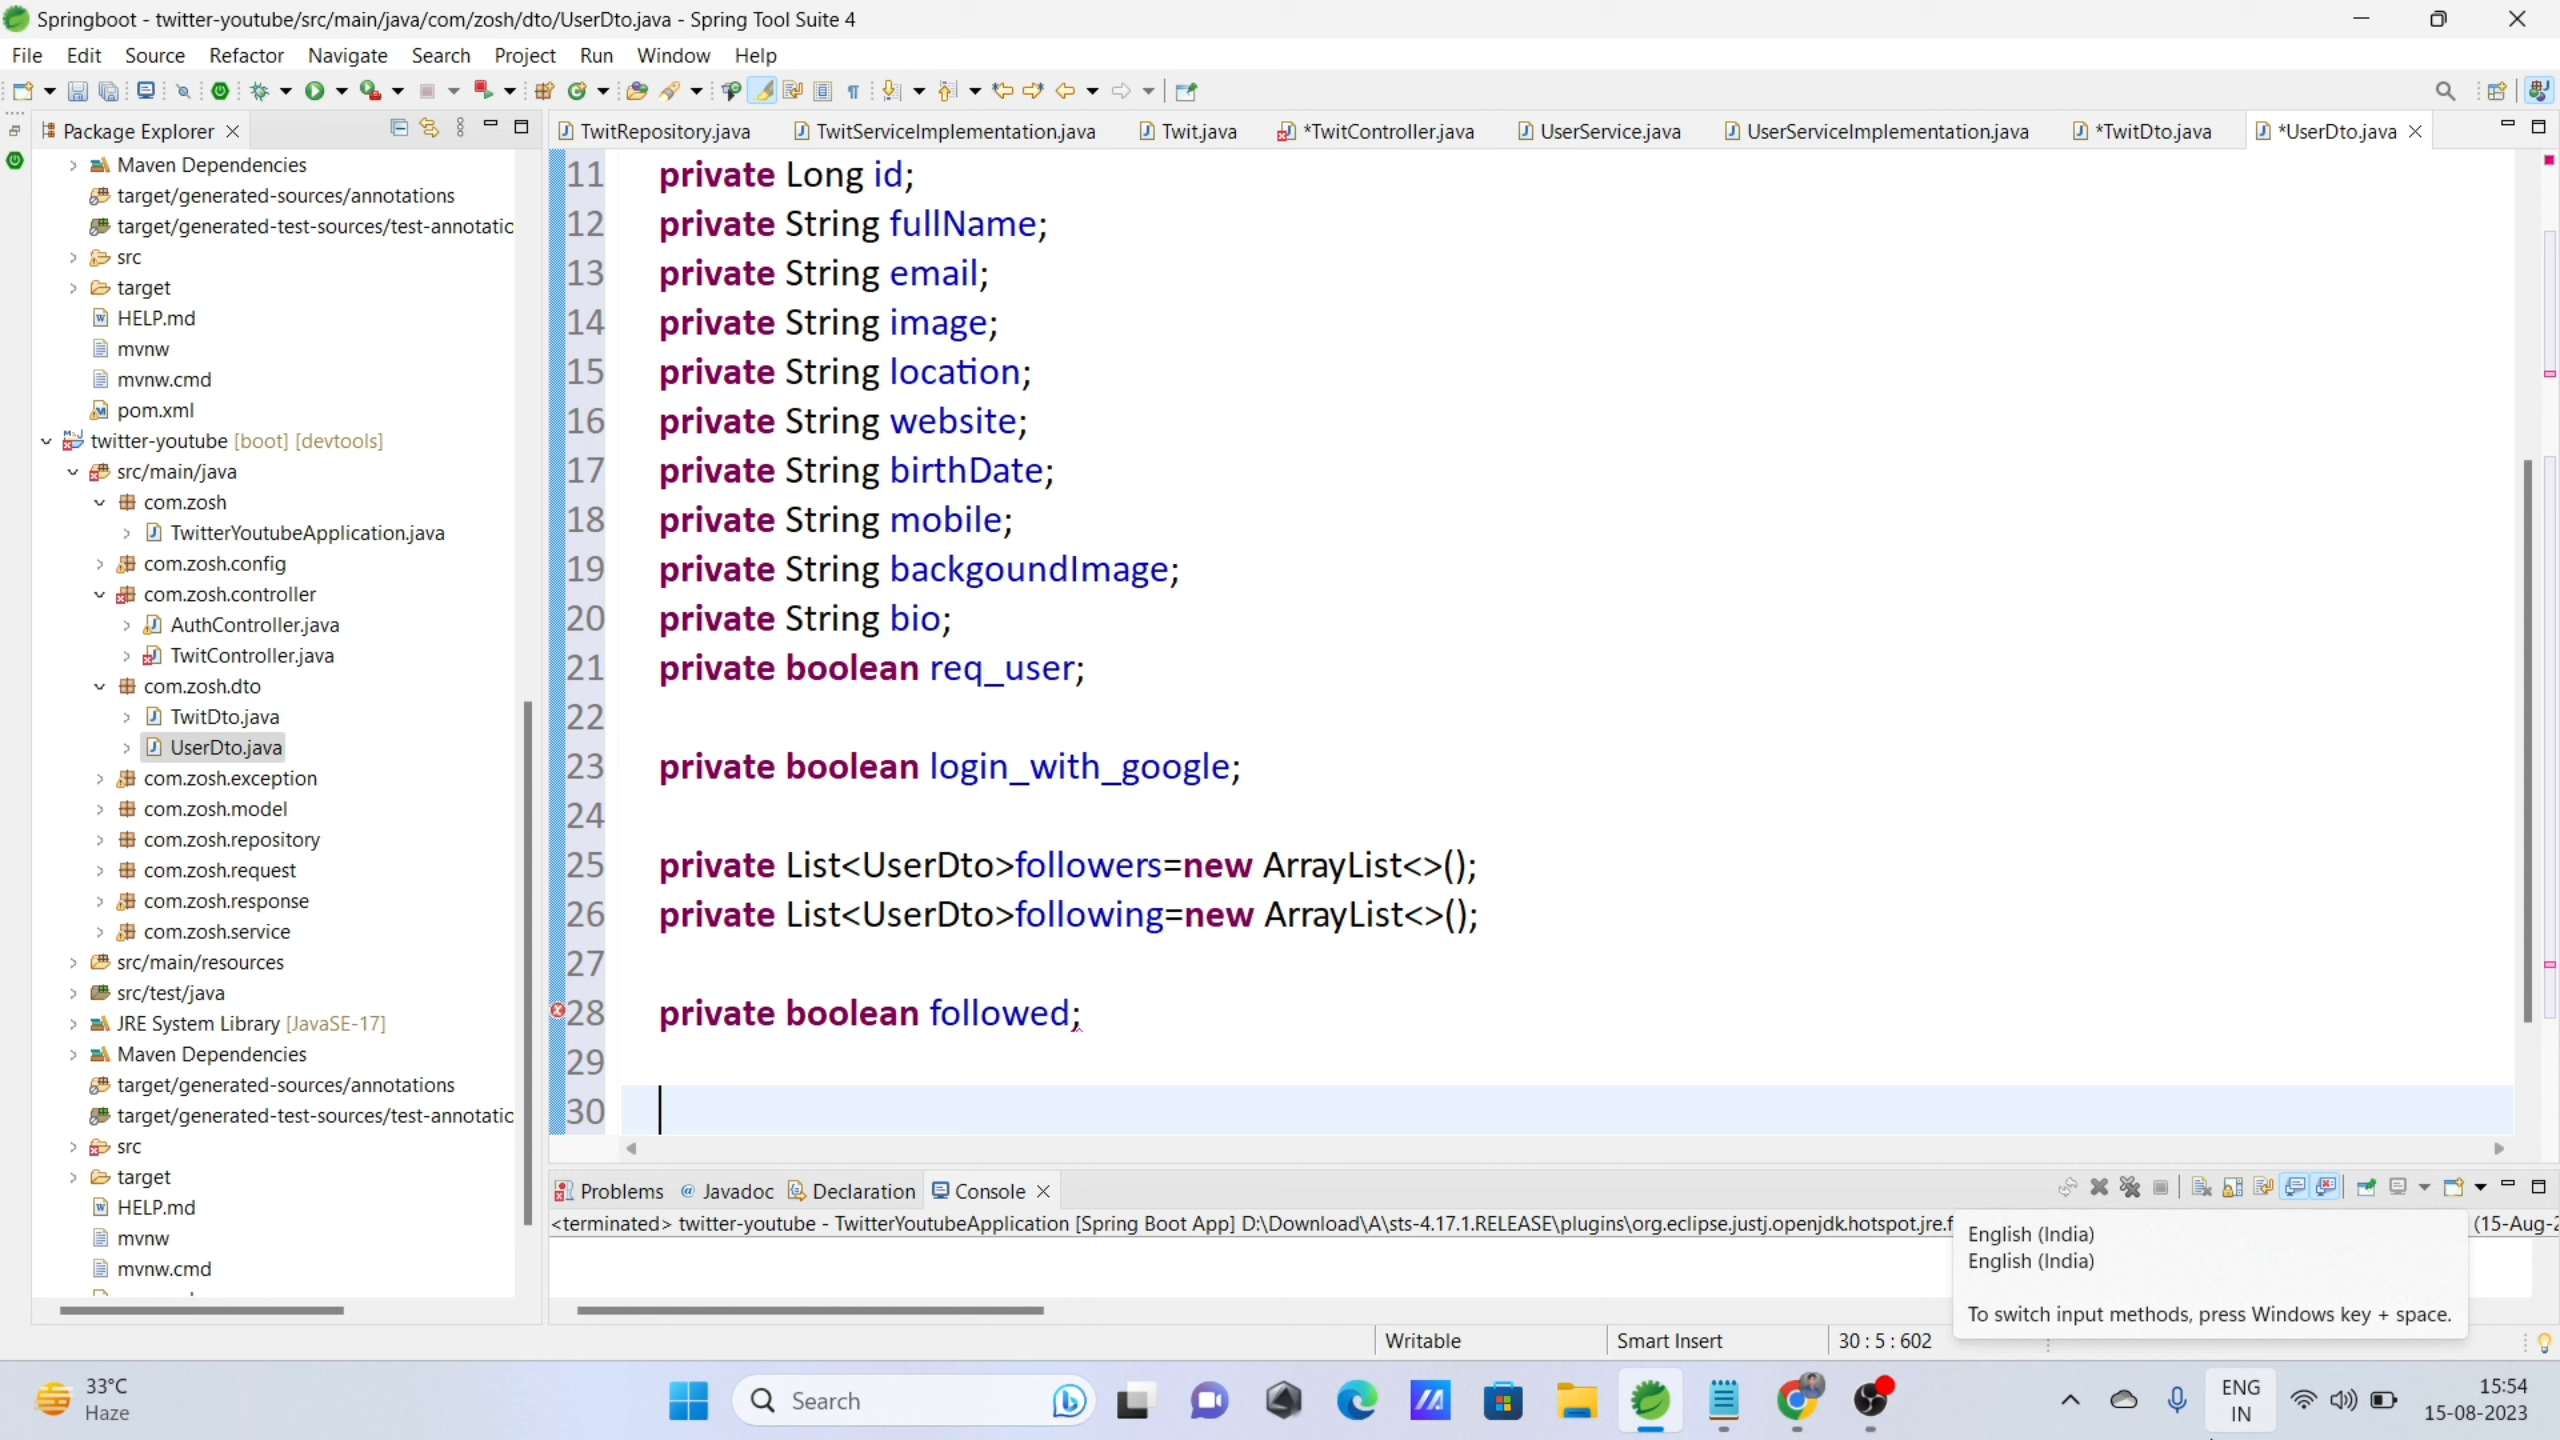 Springboot - twitter-youtube/src/main/java/com/zosh/dto/UserDto.java - Spring Tool Suite 4
File Edit Source Refactor Navigate Search Project Run Window Help
Package Explorer
TwitRepository.java TwitServiceImplementation.java Twit.java *TwitController.java UserService.java UserServiceImplementation.java *TwitDto.java *UserDto.java
Maven Dependencies
target/generated-sources/annotations
target/generated-test-sources/test-annotatio
src
target
HELP.md
mvnw
mvnw.cmd
pom.xml
twitter-youtube [boot] [devtools]
src/main/java
com.zosh
TwitterYoutubeApplication.java
com.zosh.config
com.zosh.controller
AuthController.java
TwitController.java
com.zosh.dto
TwitDto.java
UserDto.java
com.zosh.exception
com.zosh.model
com.zosh.repository
com.zosh.request
com.zosh.response
com.zosh.service
src/main/resources
src/test/java
JRE System Library [JavaSE-17]
Maven Dependencies
target/generated-sources/annotations
target/generated-test-sources/test-annotatio
src
target
HELP.md
mvnw
mvnw.cmd
11 private Long id;
12 private String fullName;
13 private String email;
14 private String image;
15 private String location;
16 private String website;
17 private String birthDate;
18 private String mobile;
19 private String backgoundImage;
20 private String bio;
21 private boolean req_user;
22
23 private boolean login_with_google;
24
25 private List<UserDto>followers=new ArrayList<>();
26 private List<UserDto>following=new ArrayList<>();
27
28 private boolean followed;
29
30
Problems @ Javadoc Declaration Console
<terminated> twitter-youtube - TwitterYoutubeApplication [Spring Boot App] D:\Download\A\sts-4.17.1.RELEASE\plugins\org.eclipse.justj.openjdk.hotspot.jre.f (15-Aug-2
English (India)
English (India)
To switch input methods, press Windows key + space.
Writable Smart Insert 30 : 5 : 602
33°C
Haze
Search
ENG
IN
15:54
15-08-2023